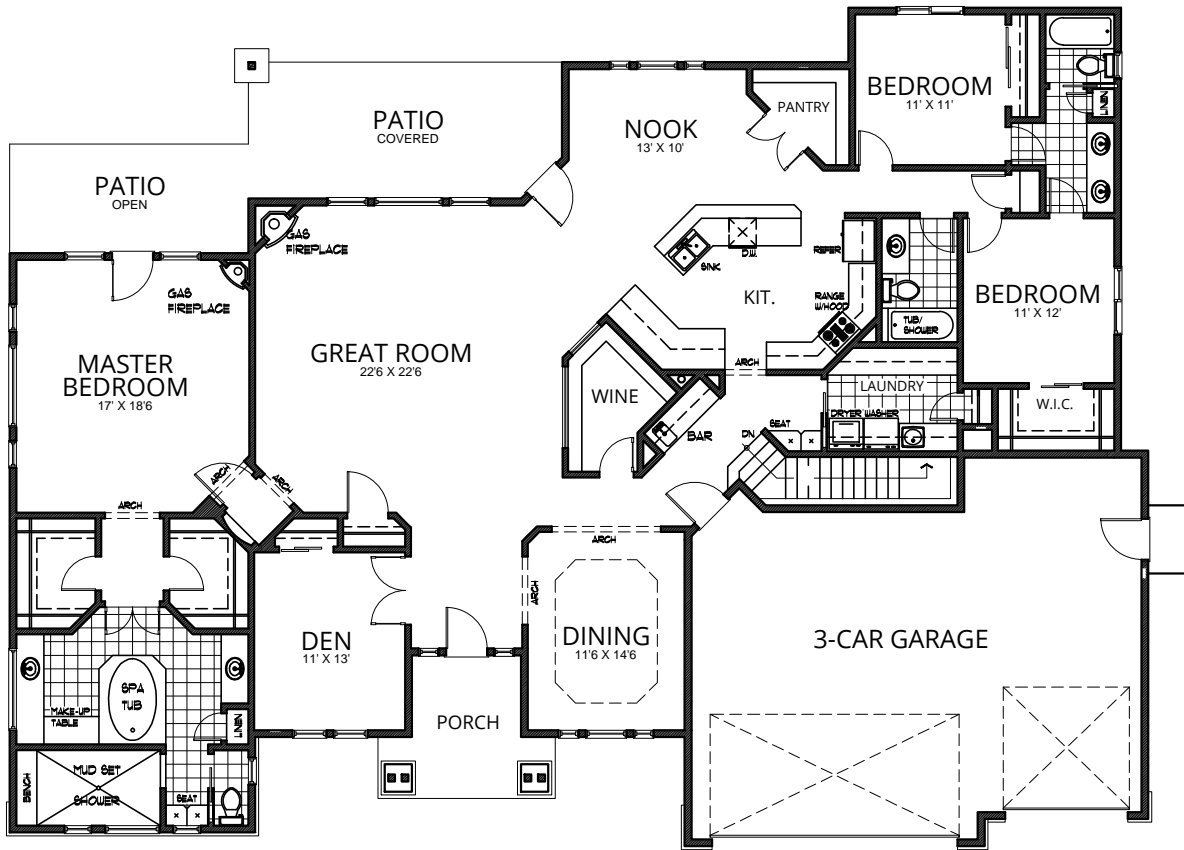 BEDROOM
11' X 11'
LINEN
PANTRY
NOOK
13' X 10'
PATIO
COVERED
PATIO
OPEN
GAS
FIREPLACE
GAS
FIREPLACE
SINK
D.W.
REFER
KIT.
RANGE
W/HOOD
TUB/
SHOWER
BEDROOM
11' X 12'
MASTER
BEDROOM
17' X 18'6
GREAT ROOM
22'6 X 22'6
ARCH
WINE
BAR
LAUNDRY
DRYER WASHER
SEAT
DN
W.I.C.
ARCH
ARCH
ARCH
ARCH
ARCH
DEN
11' X 13'
DINING
11'6 X 14'6
3-CAR GARAGE
SPA
TUB
MAKE-UP
TABLE
LINEN
PORCH
BENCH
MUD SET
SHOWER
SEAT